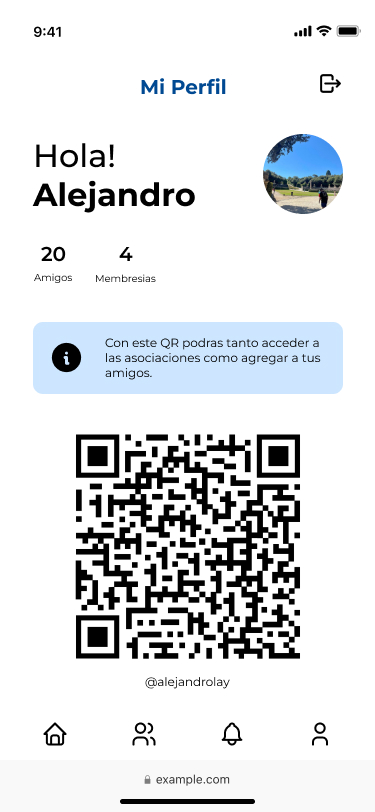 9:41
Mi Perfil
Hola!
Alejandro
20
4
Amigos
Membresias
Con este QR podras tanto acceder a
las asociaciones como agregar a tus
amigos.
@alejandrolay
example.com